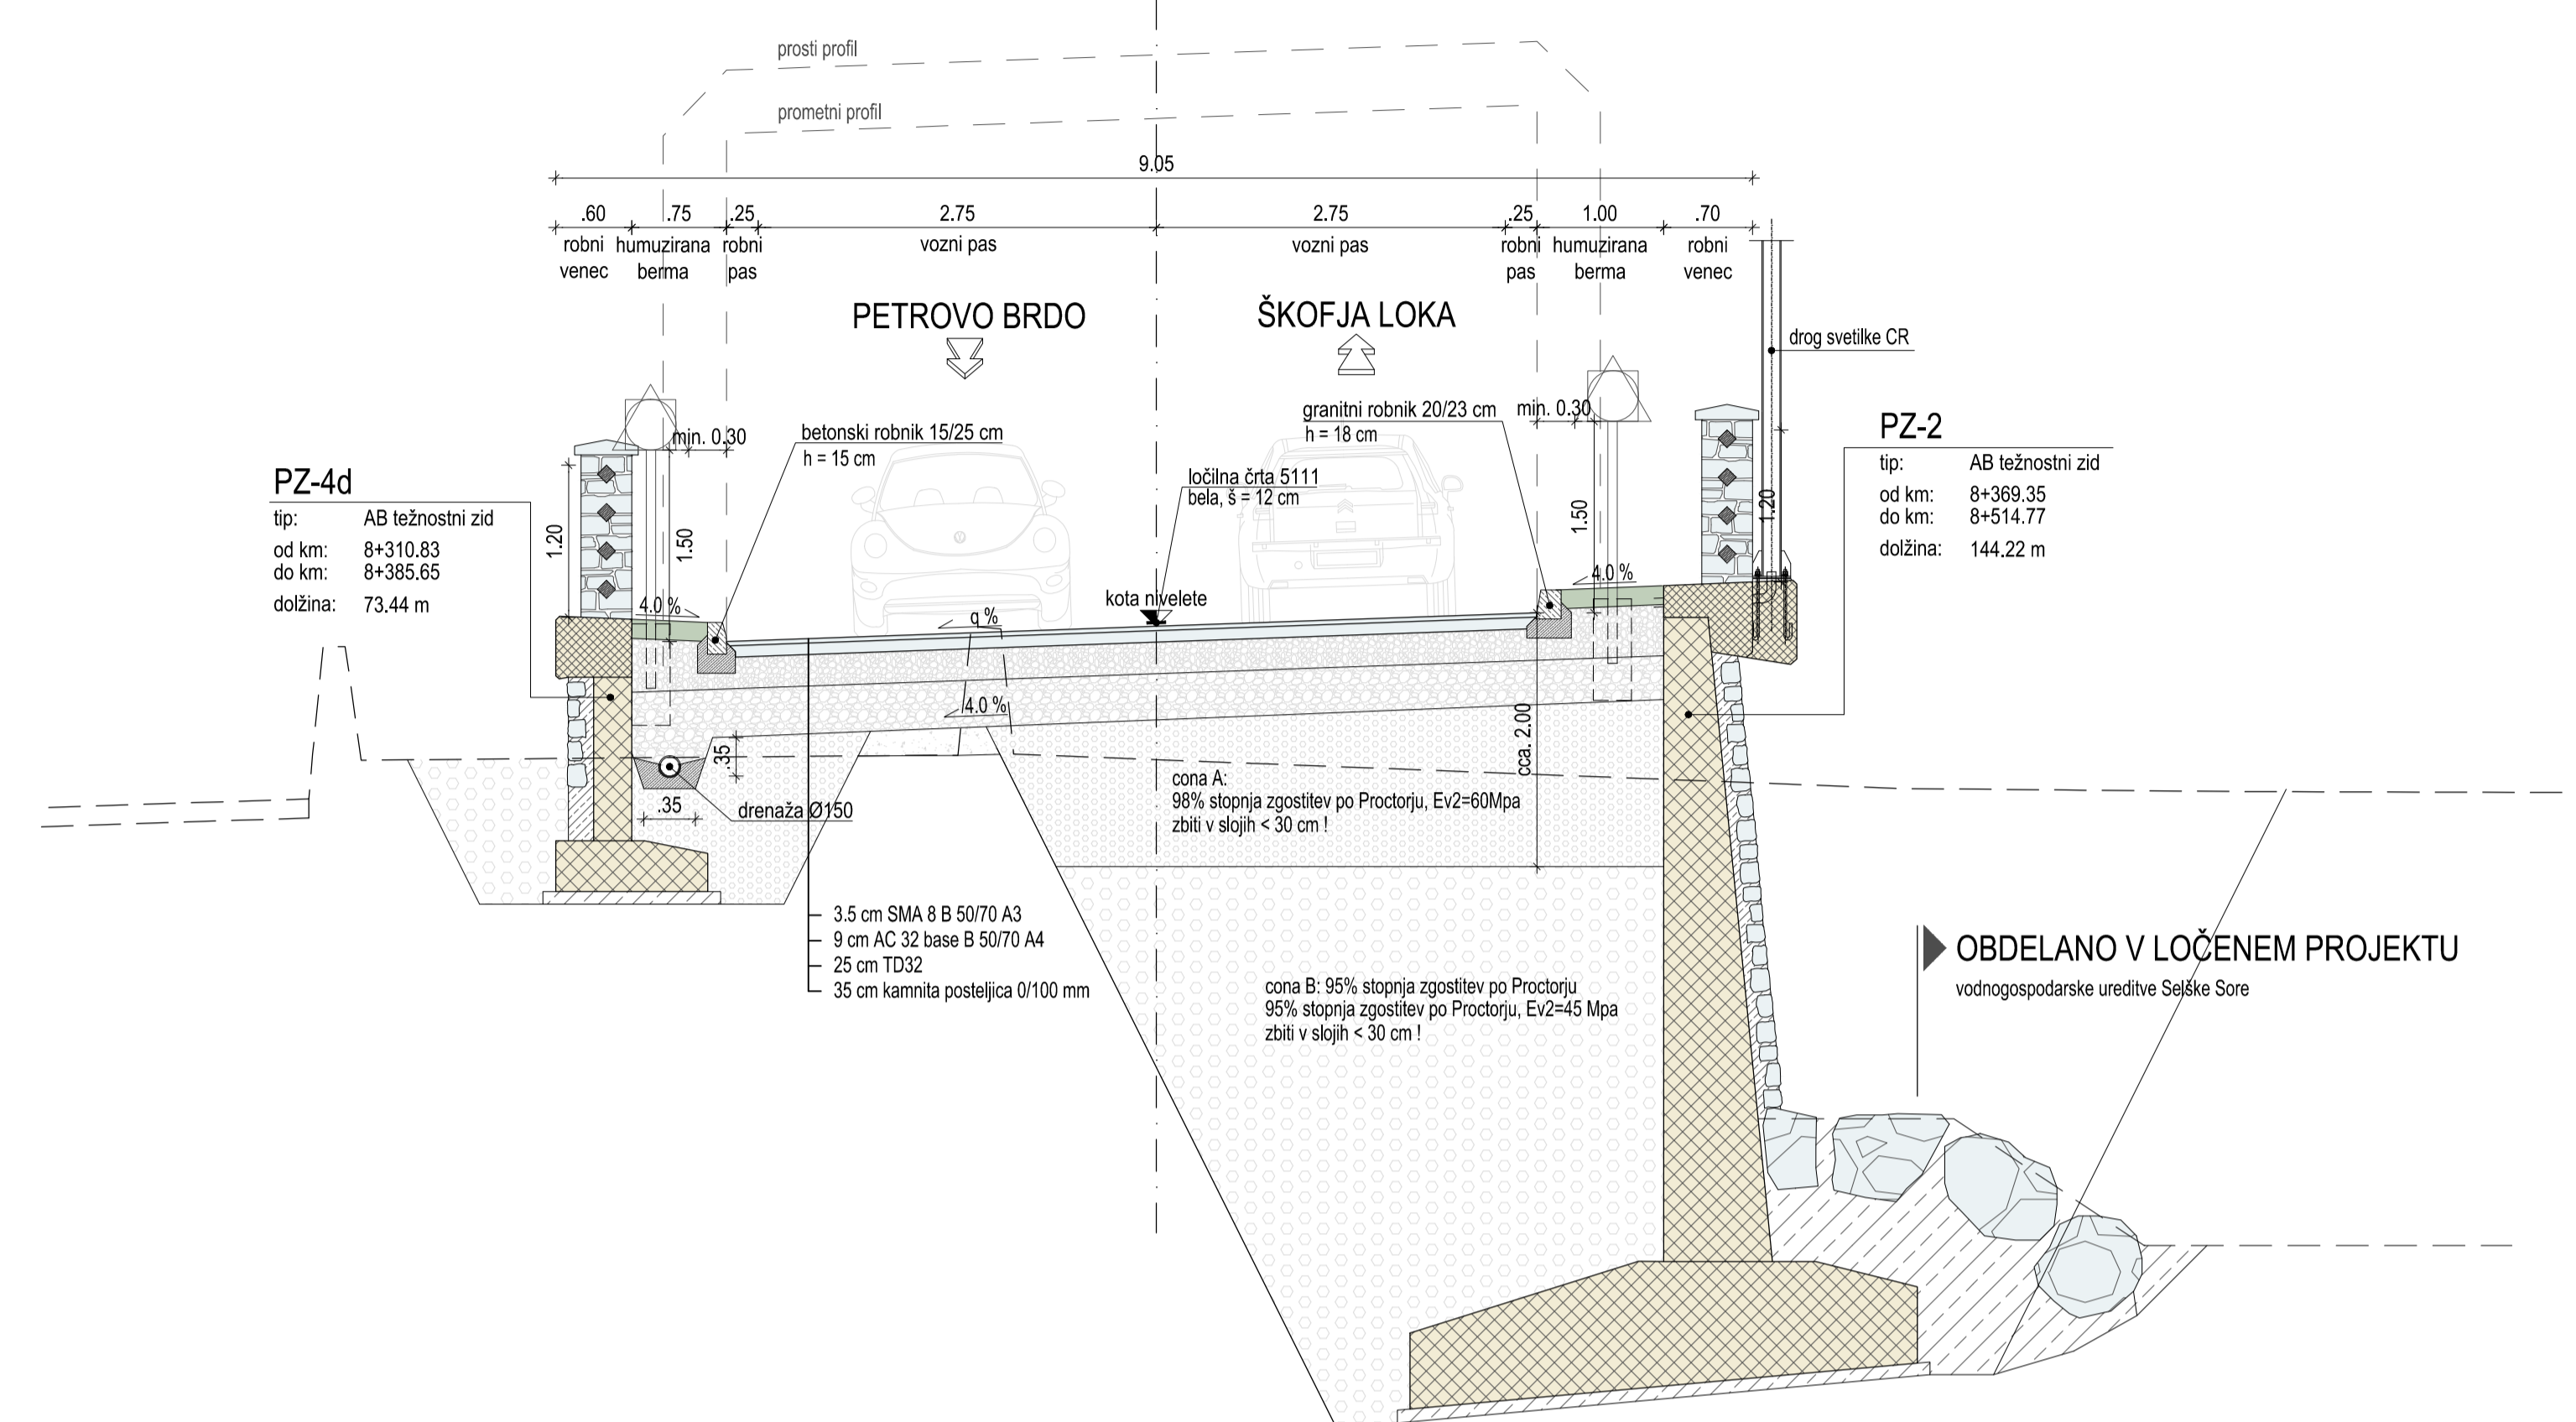 prosti profil
prometni profil
9.05
.60 .75 .25 2.75 2.75 .25 1.00 .70
robni venec
humuzirana berma
robni pas
vozni pas
vozni pas
robni pas
humuzirana berma
robni venec
PETROVO BRDO
ŠKOFJA LOKA
drog svetilke CR
min. 0.30
betonski robnik 15/25 cm
h = 15 cm
granitni robnik 20/23 cm
h = 18 cm
min. 0.30
ločilna črta 5111
bela, š = 12 cm
PZ-4d
tip: AB težnostni zid
od km: 8+310.83
do km: 8+385.65
dolžina: 73.44 m
PZ-2
tip: AB težnostni zid
od km: 8+369.35
do km: 8+514.77
dolžina: 144.22 m
1.20
1.50
1.50
1.20
4.0 %
q %
kota nivelete
4.0 %
4.0 %
.35
.35
drenaža Ø150
cca. 2.00
cona A:
98% stopnja zgostitev po Proctorju, Ev2=60Mpa
zbiti v slojih < 30 cm !
3.5 cm SMA 8 B 50/70 A3
9 cm AC 32 base B 50/70 A4
25 cm TD32
35 cm kamnita posteljica 0/100 mm
cona B: 95% stopnja zgostitev po Proctorju
95% stopnja zgostitev po Proctorju, Ev2=45 Mpa
zbiti v slojih < 30 cm !
OBDELANO V LOČENEM PROJEKTU
vodnogospodarske ureditve Selške Sore